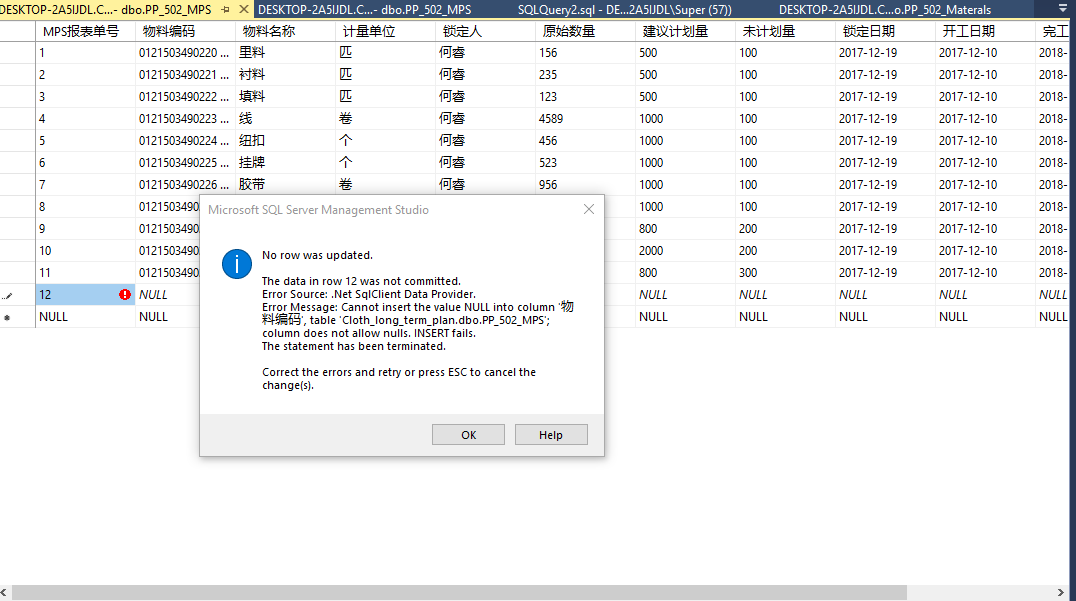 DESKTOP-2A5IJDL.C...- dbo.PP_502_MPS DESKTOP-2A5IJDL.C...- dbo.PP_502_MPS SQLQuery2.sql - DE...2A5IJDL\Super (57)) DESKTOP-2A5IJDL.C...o.PP_502_Materals
MPS报表单号 物料编码 物料名称 计量单位 锁定人 原始数量 建议计划量 未计划量 锁定日期 开工日期 完工
1 0121503490220 ... 里料 匹 何睿 156 500 100 2017-12-19 2017-12-10 2018-
2 0121503490221 ... 衬料 匹 何睿 235 500 100 2017-12-19 2017-12-10 2018-
3 0121503490222 ... 填料 匹 何睿 123 500 100 2017-12-19 2017-12-10 2018-
4 0121503490223 ... 线 卷 何睿 4589 1000 100 2017-12-19 2017-12-10 2018-
5 0121503490224 ... 纽扣 个 何睿 456 1000 100 2017-12-19 2017-12-10 2018-
6 0121503490225 ... 挂牌 个 何睿 523 1000 100 2017-12-19 2017-12-10 2018-
7 0121503490226 ... 胶带 卷 何睿 956 1000 100 2017-12-19 2017-12-10 2018-
8 0121503490 1000 100 2017-12-19 2017-12-10 2018-
9 0121503490 800 200 2017-12-19 2017-12-10 2018-
10 0121503490 2000 200 2017-12-19 2017-12-10 2018-
11 0121503490 800 300 2017-12-19 2017-12-10 2018-
12 NULL NULL NULL NULL NULL NULL
NULL NULL NULL NULL NULL NULL NULL
Microsoft SQL Server Management Studio
No row was updated.
The data in row 12 was not committed.
Error Source: .Net SqlClient Data Provider.
Error Message: Cannot insert the value NULL into column '物
料编码', table 'Cloth_long_term_plan.dbo.PP_502_MPS';
column does not allow nulls. INSERT fails.
The statement has been terminated.
Correct the errors and retry or press ESC to cancel the
change(s).
OK Help